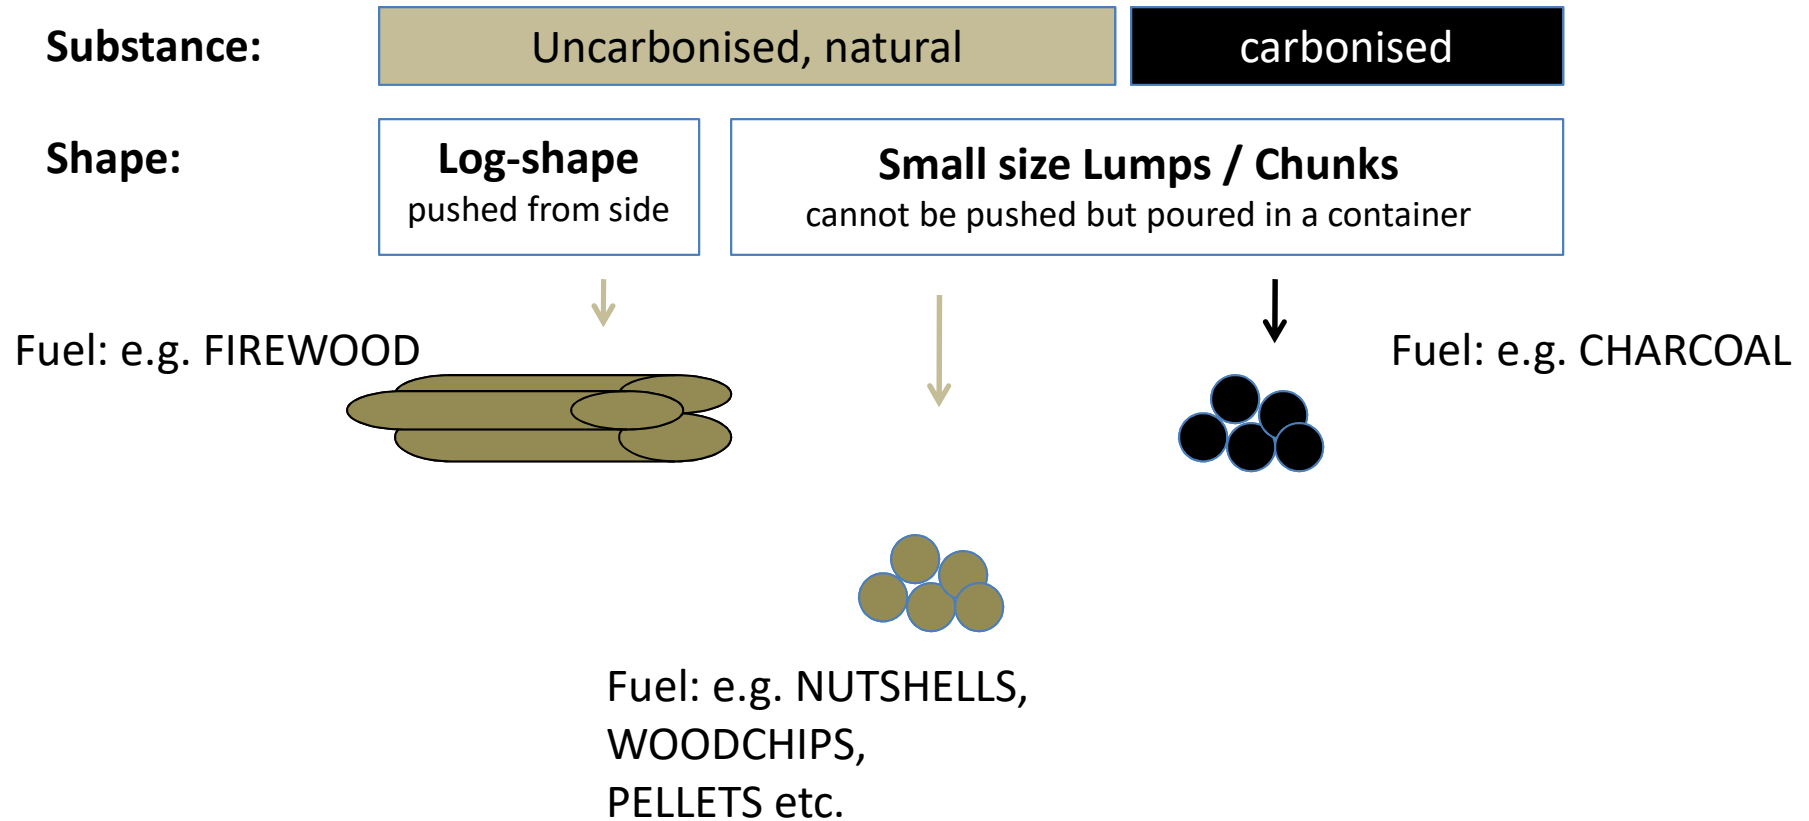 Substance:
Uncarbonised, natural
carbonised
Shape:
Log-shape
pushed from side
Small size Lumps / Chunks
cannot be pushed but poured in a container
Fuel: e.g. FIREWOOD
Fuel: e.g. CHARCOAL
Fuel: e.g. NUTSHELLS,
WOODCHIPS,
PELLETS etc.